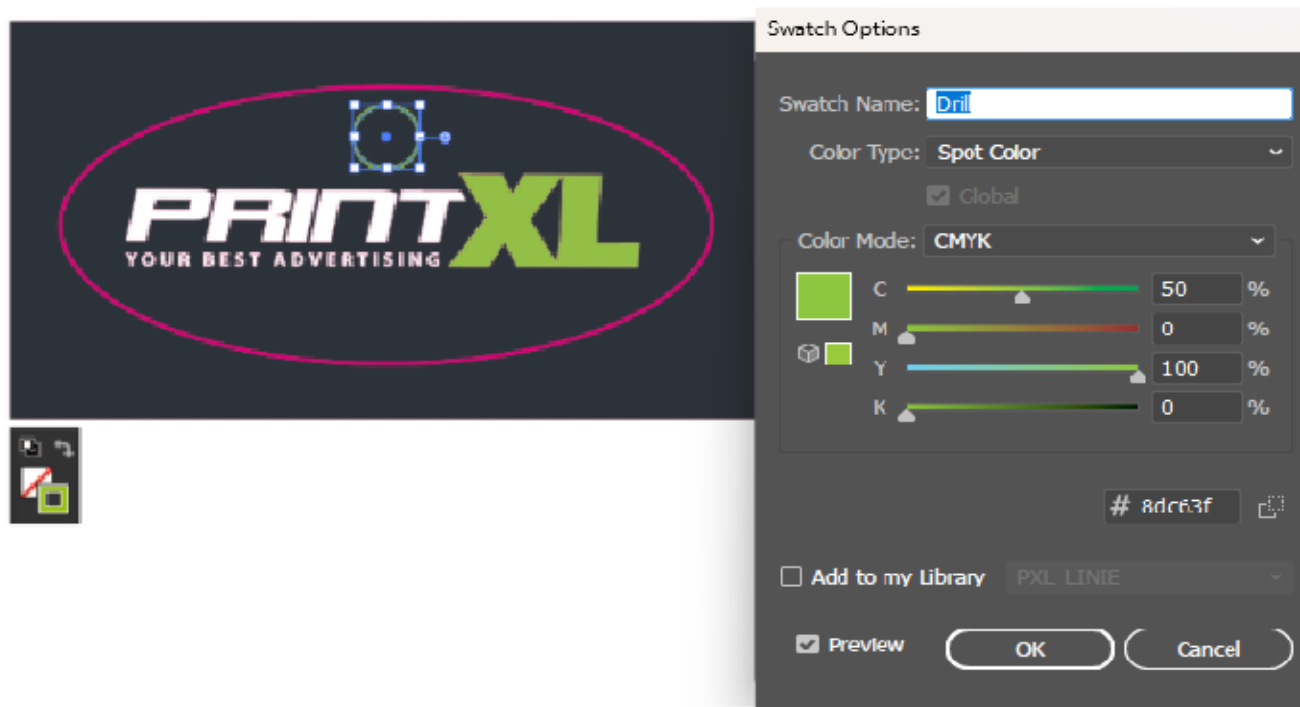 PRINTXL
YOUR BEST ADVERTISING
Swatch Options
Swatch Name: Drill
Color Type: Spot Color
Global
Color Mode: CMYK
C 50 %
M 0 %
Y 100 %
K 0 %
# 8dc63f
Add to my Library PXL LINIE
Preview OK Cancel